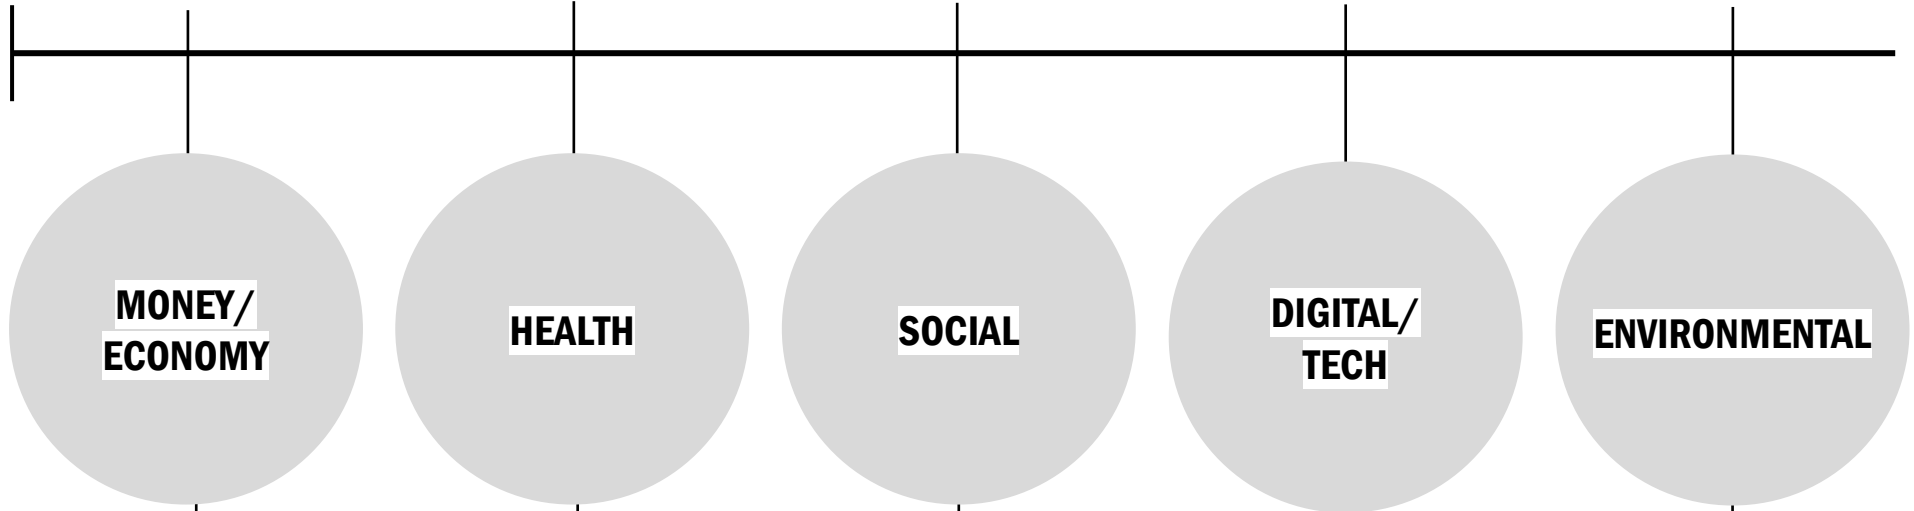 MONEY/
ECONOMY
HEALTH
SOCIAL
DIGITAL/
TECH
ENVIRONMENTAL